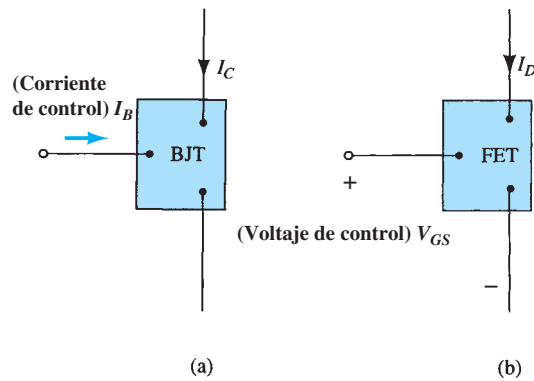 I_C
(Corriente
de control) I_B
BJT
I_D
FET
+
(Voltaje de control) V_GS
−
(a)
(b)